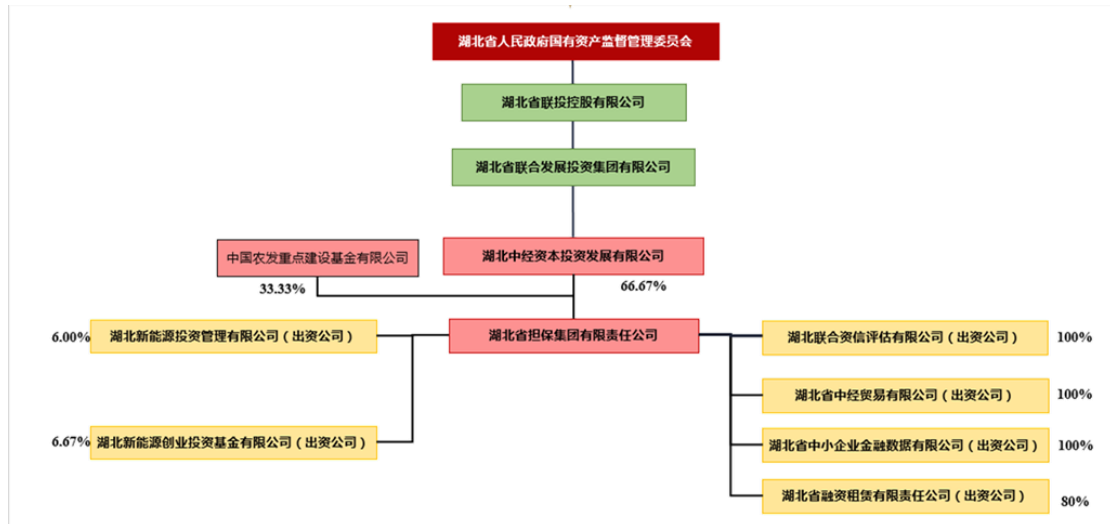 湖北省人民政府国有资产监督管理委员会
湖北省联投控股有限公司
湖北省联合发展投资集团有限公司
中国农发重点建设基金有限公司
湖北中经资本投资发展有限公司
33.33%
66.67%
6.00%
湖北新能源投资管理有限公司（出资公司）
湖北省担保集团有限责任公司
湖北联合资信评估有限公司（出资公司）
100%
湖北省中经贸易有限公司（出资公司）
100%
6.67%
湖北新能源创业投资基金有限公司（出资公司）
湖北省中小企业金融数据有限公司（出资公司）
100%
湖北省融资租赁有限责任公司（出资公司）
80%